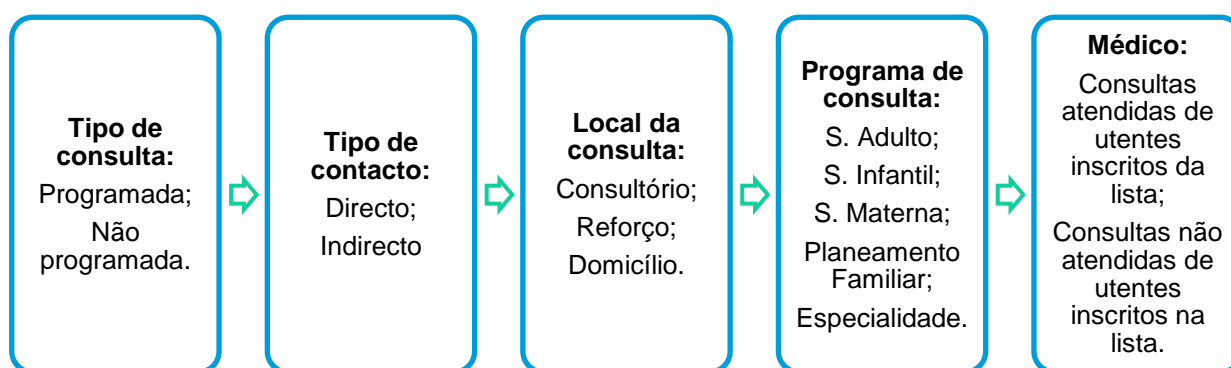 Tipo de
consulta:
Programada;
Não
programada.
Tipo de
contacto:
Directo;
Indirecto
Local da
consulta:
Consultório;
Reforço;
Domicílio.
Programa de
consulta:
S. Adulto;
S. Infantil;
S. Materna;
Planeamento
Familiar;
Especialidade.
Médico:
Consultas
atendidas de
utentes
inscritos da
lista;
Consultas não
atendidas de
utentes
inscritos na
lista.